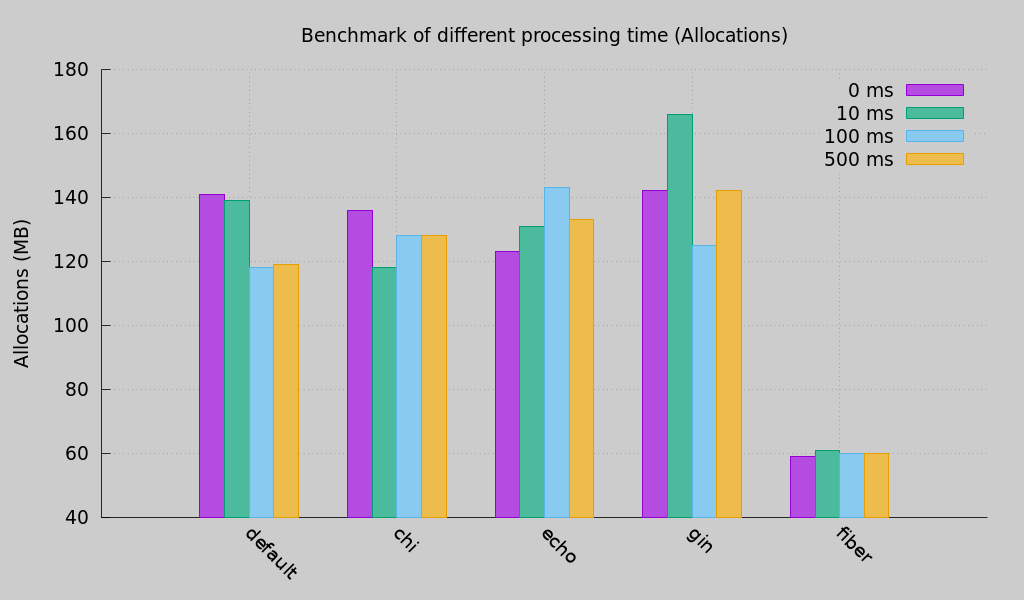 Benchmark of different processing time (Allocations)
180
160
140
120
100
80
60
40
Allocations (MB)
0 ms
10 ms
100 ms
500 ms
default
chi
echo
gin
fiber